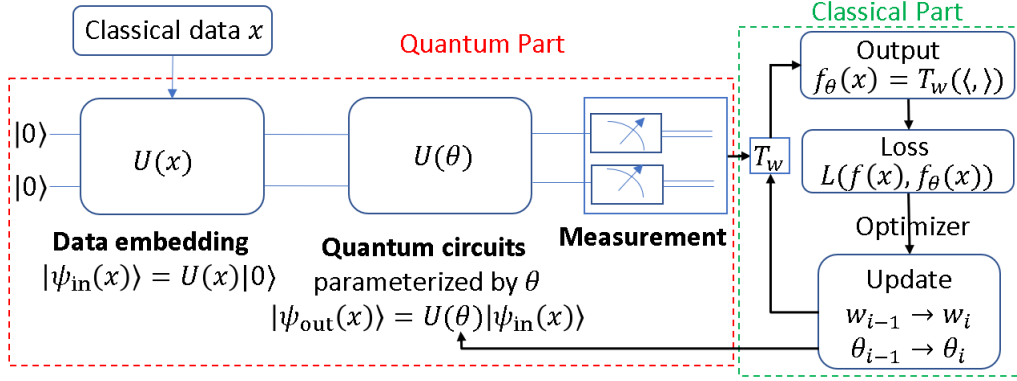 Classical data x
Quantum Part
Classical Part
|0⟩
|0⟩
U(x)
U(θ)
T_w
Data embedding
|ψ_in(x)⟩ = U(x)|0⟩
Quantum circuits
parameterized by θ
|ψ_out(x)⟩ = U(θ)|ψ_in(x)⟩
Measurement
Output
f_θ(x) = T_w(⟨,⟩)
Loss
L(f(x), f_θ(x))
Optimizer
Update
w_{i−1} → w_i
θ_{i−1} → θ_i